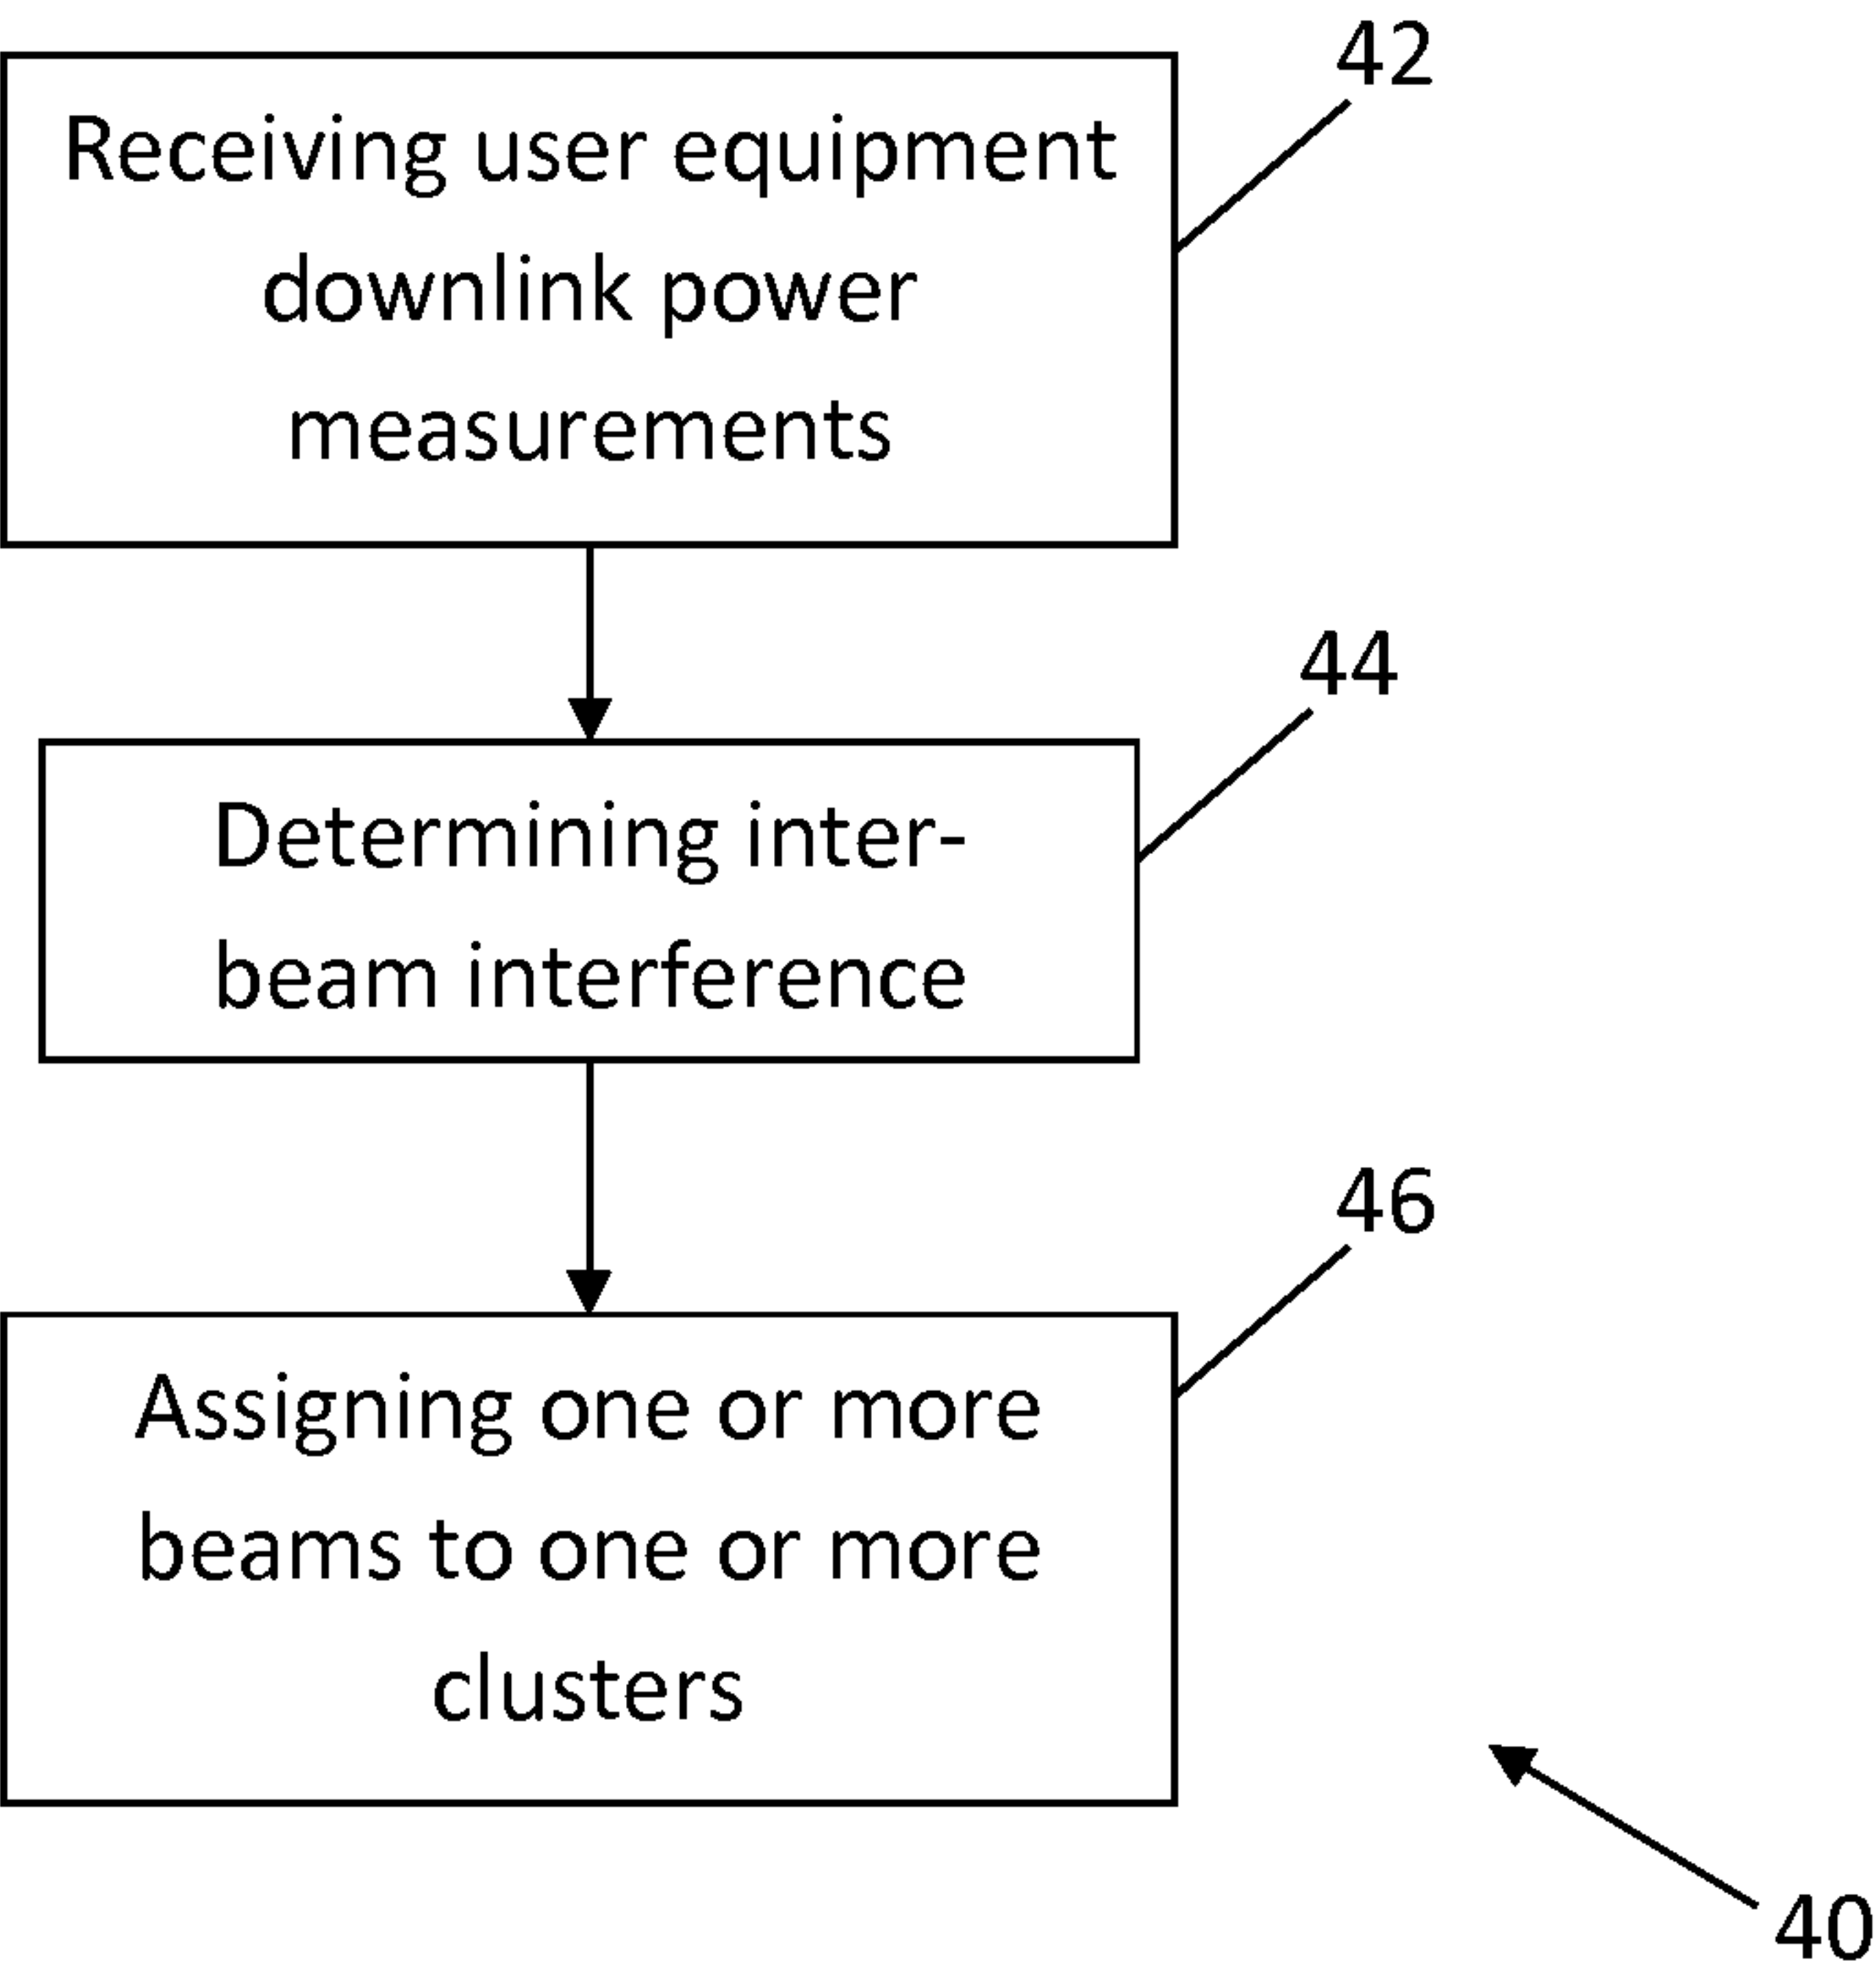 42
Receiving user equipment
downlink power
measurements
44
Determining inter-
beam interference
46
Assigning one or more
beams to one or more
clusters
40